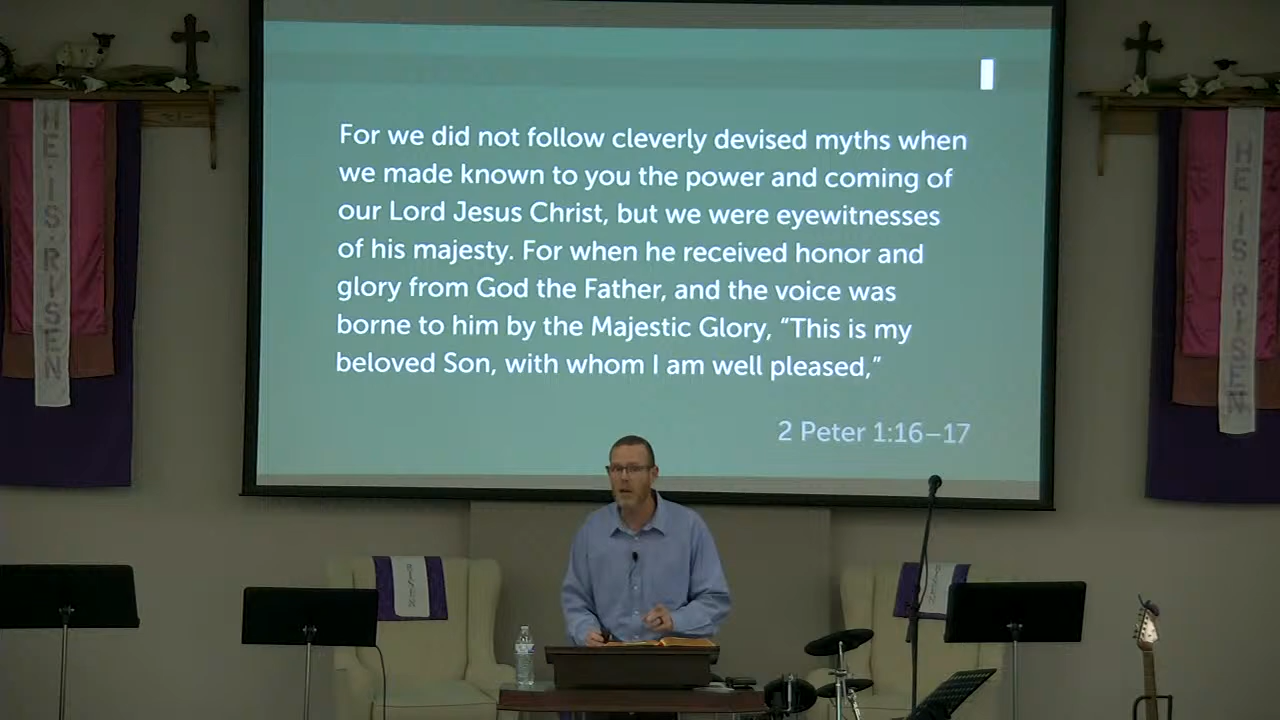 For we did not follow cleverly devised myths when
we made known to you the power and coming of
our Lord Jesus Christ, but we were eyewitnesses
of his majesty. For when he received honor and
glory from God the Father, and the voice was
borne to him by the Majestic Glory, “This is my
beloved Son, with whom I am well pleased,”
2 Peter 1:16–17
HE·IS·RISEN
HE·IS·RISEN